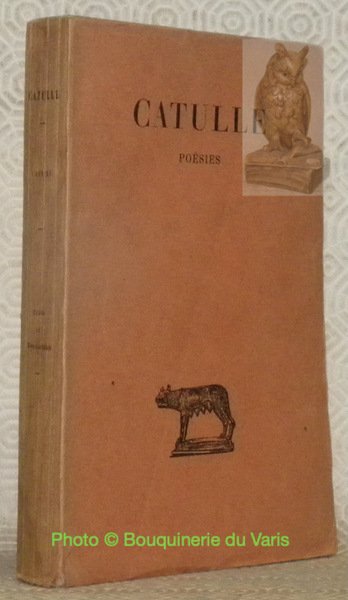 CATULLE
POÉSIES
CATULLE
Photo © Bouquinerie du Varis